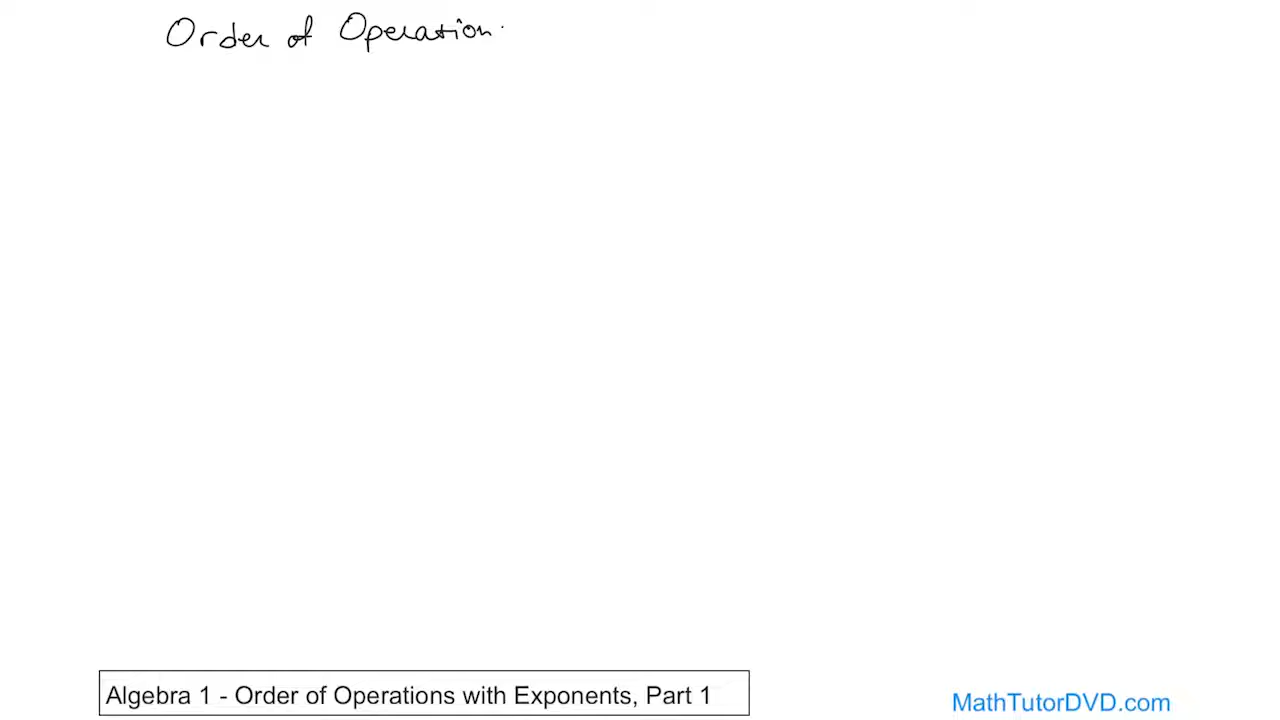 Order of Operation
Algebra 1 - Order of Operations with Exponents, Part 1
MathTutorDVD.com